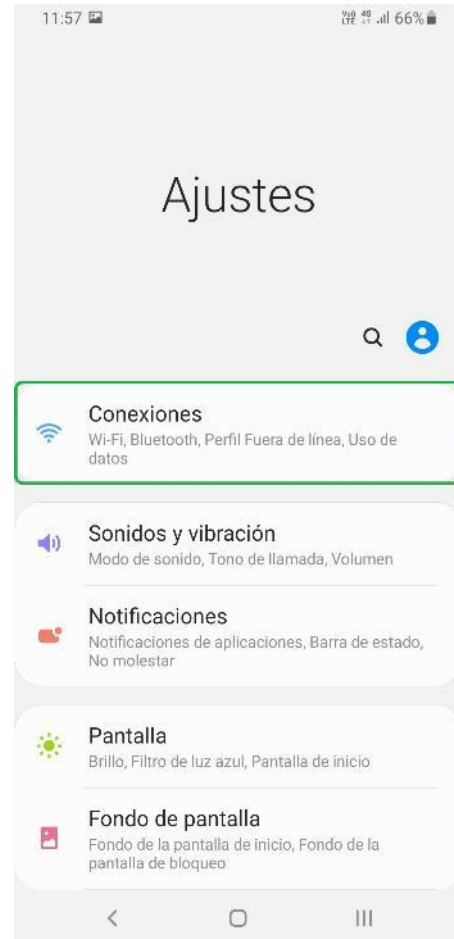 11:57 Vo)) LTE 4G 66%
Ajustes
Conexiones
Wi-Fi, Bluetooth, Perfil Fuera de línea, Uso de
datos
Sonidos y vibración
Modo de sonido, Tono de llamada, Volumen
Notificaciones
Notificaciones de aplicaciones, Barra de estado,
No molestar
Pantalla
Brillo, Filtro de luz azul, Pantalla de inicio
Fondo de pantalla
Fondo de la pantalla de inicio, Fondo de la
pantalla de bloqueo